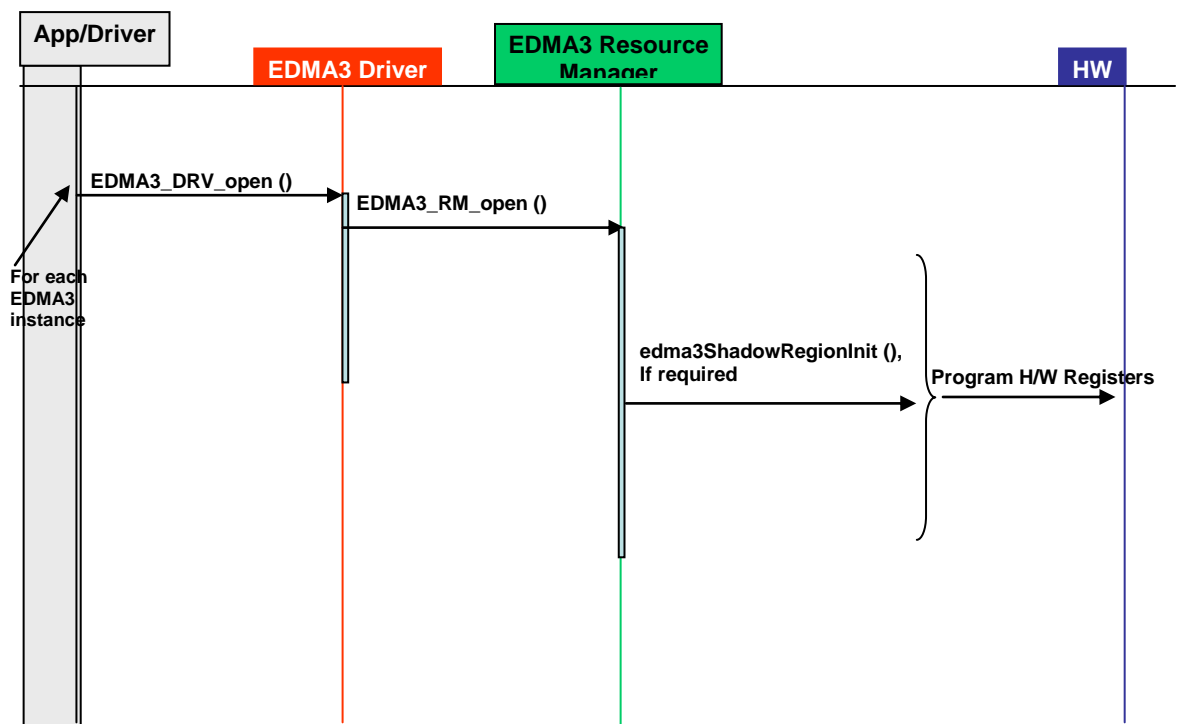 App/Driver
EDMA3 Driver
EDMA3 Resource
Manager
HW
EDMA3_DRV_open ()
EDMA3_RM_open ()
For each
EDMA3
instance
edma3ShadowRegionInit (),
If required
Program H/W Registers